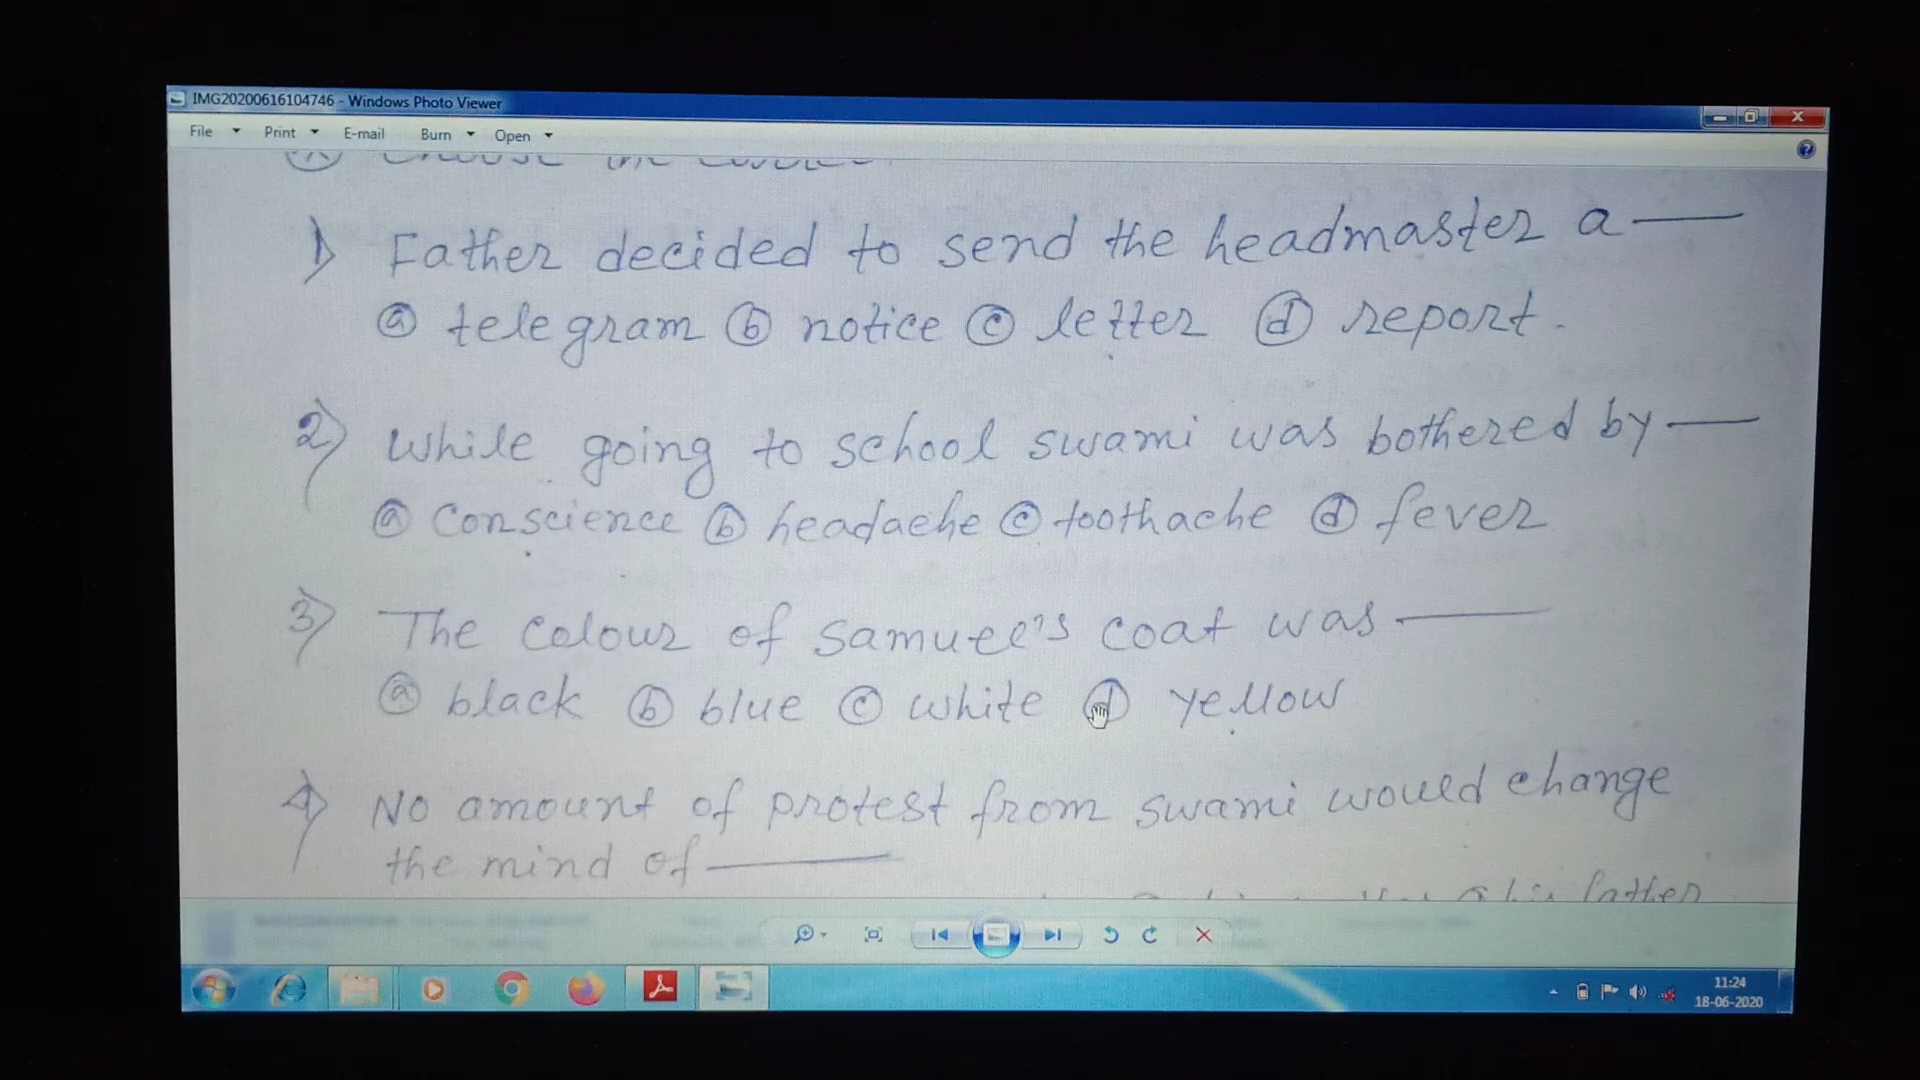 IMG20200616104746 - Windows Photo Viewer
File Print E-mail Burn Open
1) Father decided to send the headmaster a —
ⓐ telegram ⓑ notice ⓒ letter ⓓ report.
2) While going to school swami was bothered by —
ⓐ conscience ⓑ headache ⓒ toothache ⓓ fever
3) The colour of Samuel's coat was —
ⓐ black ⓑ blue ⓒ white ⓓ yellow
4) No amount of protest from swami would change
the mind of —
father
11:24
18-06-2020